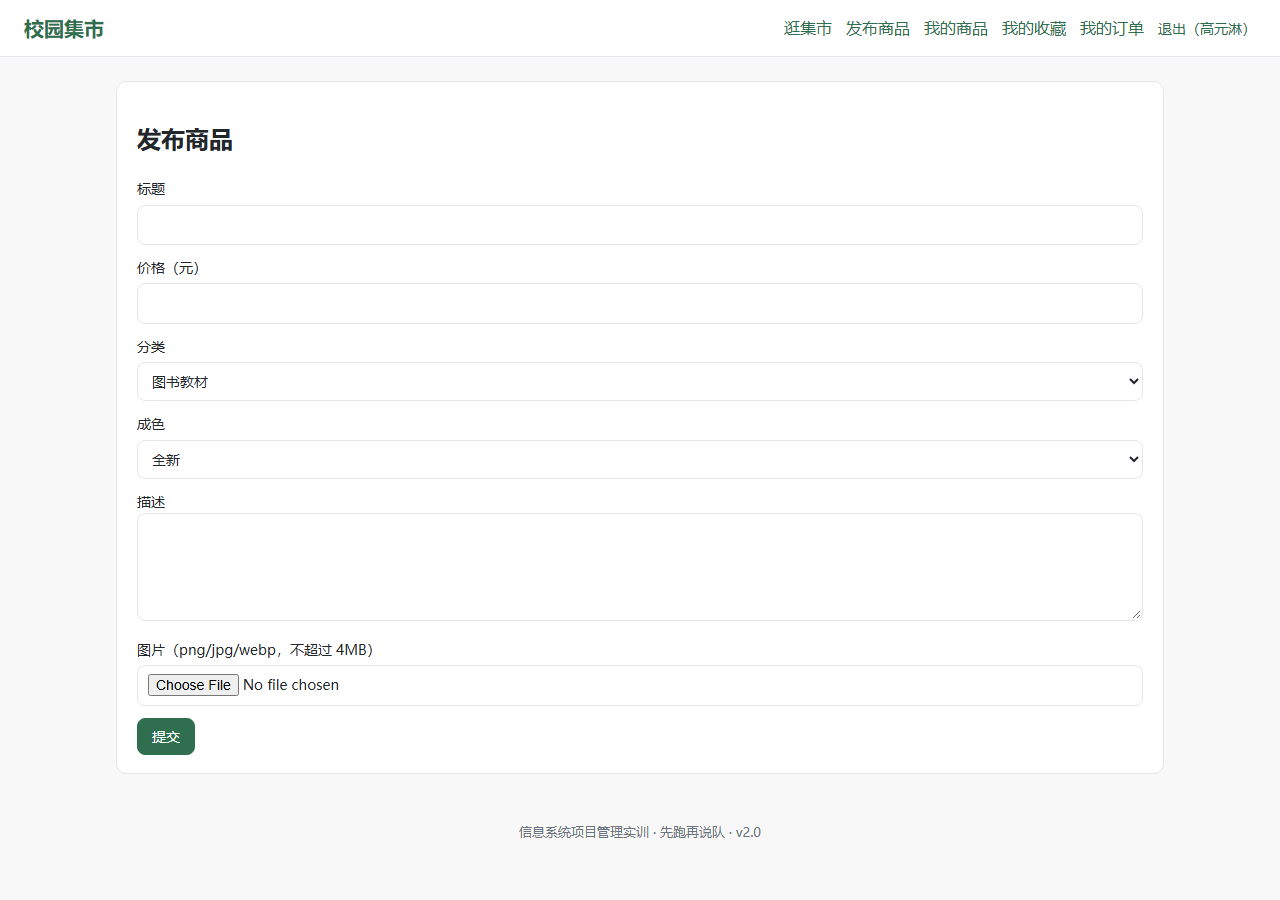 校园集市 逛集市 发布商品 我的商品 我的收藏 我的订单 退出（高元淋）
发布商品
标题
价格（元）
分类
图书教材
成色
全新
描述
图片（png/jpg/webp，不超过 4MB）
Choose File No file chosen
提交
信息系统项目管理实训 · 先跑再说队 · v2.0